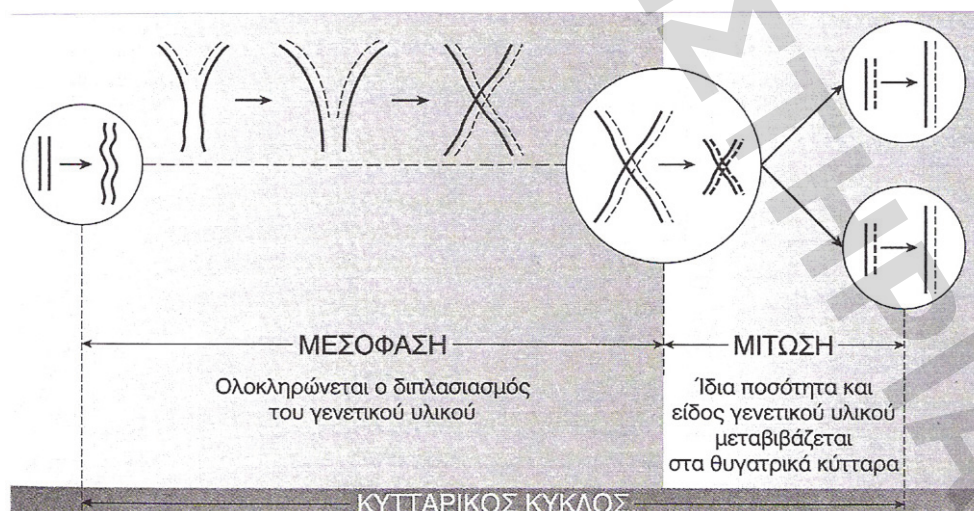 ΜΕΣΟΦΑΣΗ
Ολοκληρώνεται ο διπλασιασμός
του γενετικού υλικού
ΜΙΤΩΣΗ
Ίδια ποσότητα και
είδος γενετικού υλικού
μεταβιβάζεται
στα θυγατρικά κύτταρα
ΚΥΤΤΑΡΙΚΟΣ ΚΥΚΛΟΣ